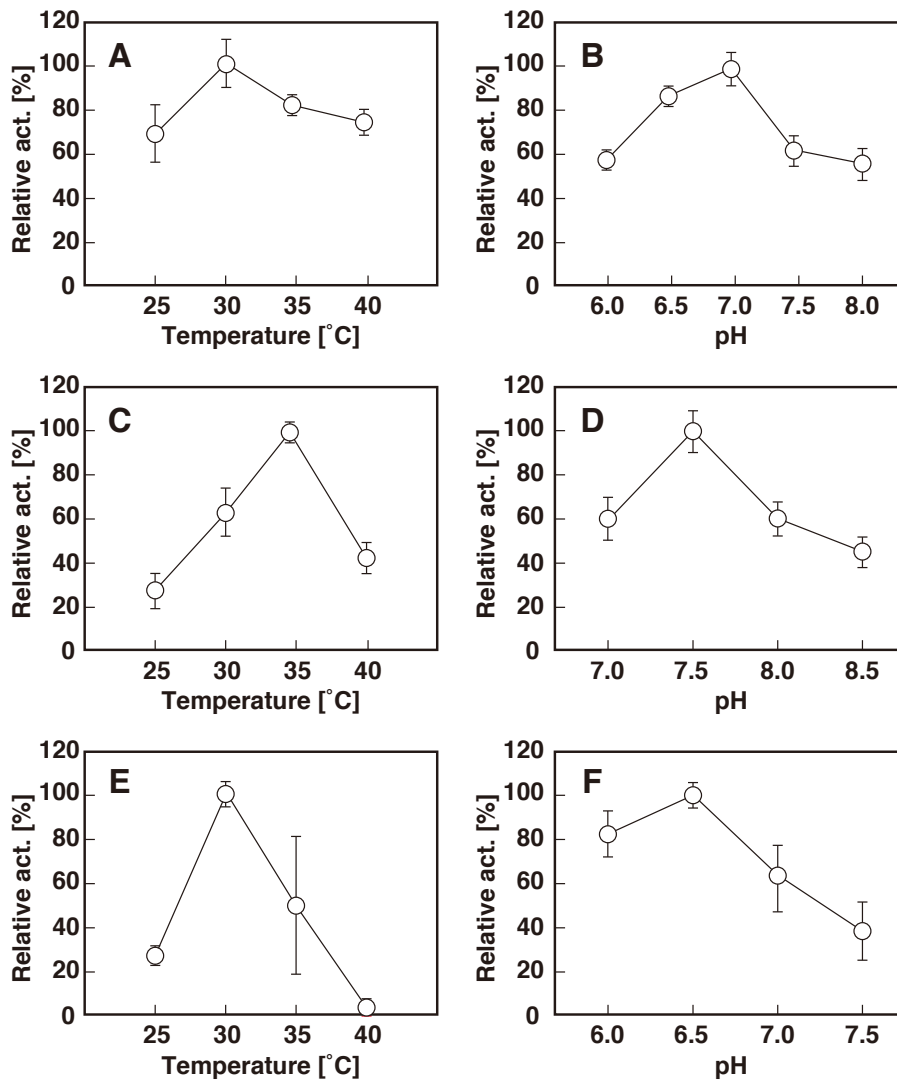 A
Relative act. [%]
120
100
80
60
40
20
0
25 30 35 40
Temperature [˚C]
B
Relative act. [%]
120
100
80
60
40
20
0
6.0 6.5 7.0 7.5 8.0
pH
C
Relative act. [%]
120
100
80
60
40
20
0
25 30 35 40
Temperature [˚C]
D
Relative act. [%]
120
100
80
60
40
20
0
7.0 7.5 8.0 8.5
pH
E
Relative act. [%]
120
100
80
60
40
20
0
25 30 35 40
Temperature [˚C]
F
Relative act. [%]
120
100
80
60
40
20
0
6.0 6.5 7.0 7.5
pH